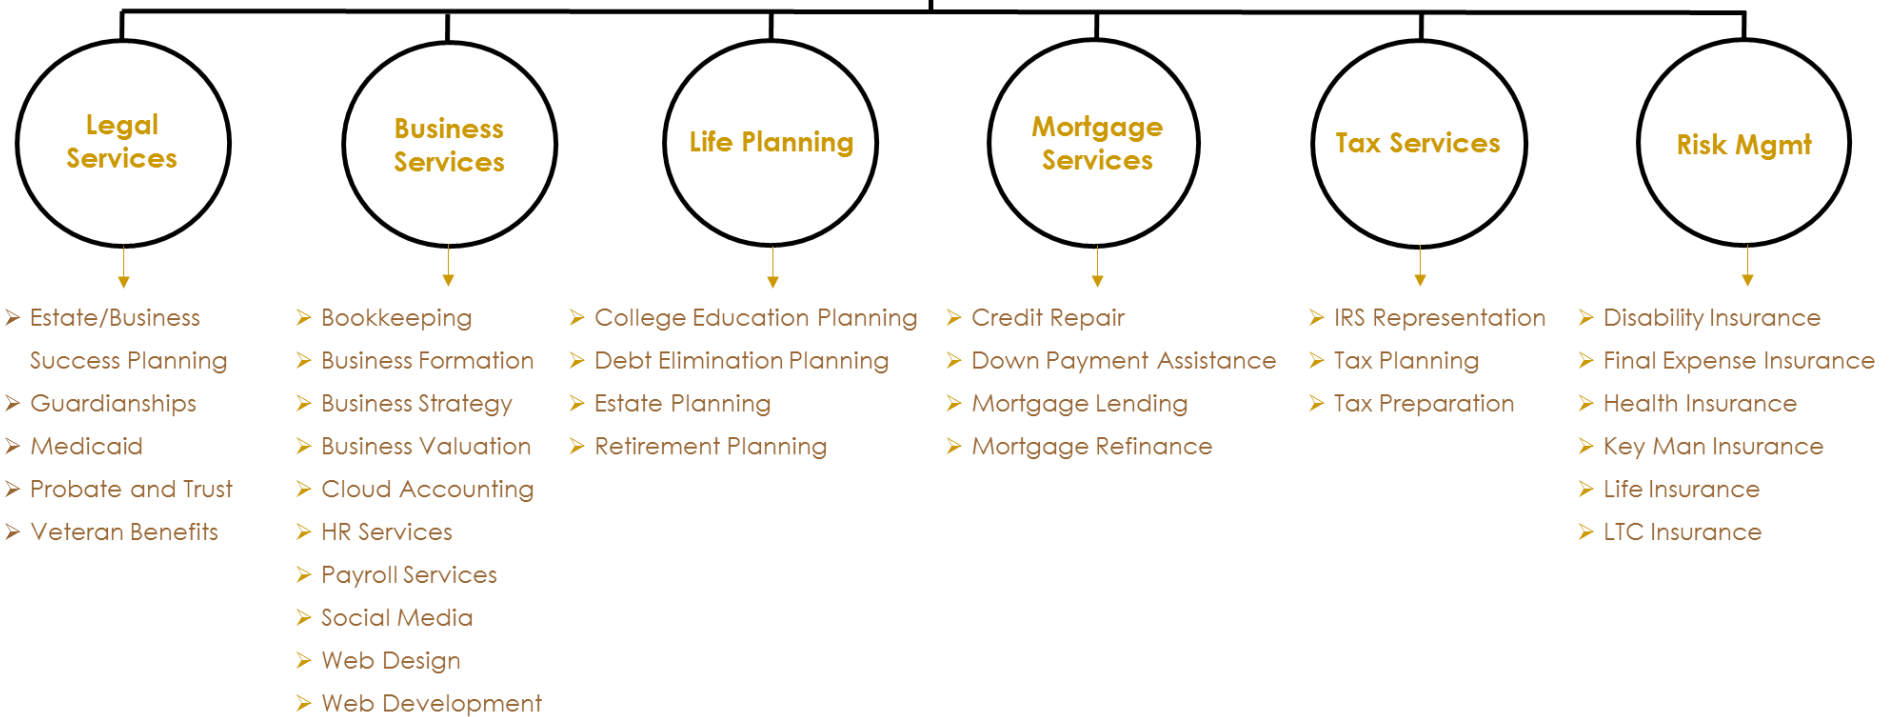 Legal
Services
Business
Services
Life Planning
Mortgage
Services
Tax Services
Risk Mgmt
Estate/Business
Success Planning
Guardianships
Medicaid
Probate and Trust
Veteran Benefits
Bookkeeping
Business Formation
Business Strategy
Business Valuation
Cloud Accounting
HR Services
Payroll Services
Social Media
Web Design
Web Development
College Education Planning
Debt Elimination Planning
Estate Planning
Retirement Planning
Credit Repair
Down Payment Assistance
Mortgage Lending
Mortgage Refinance
IRS Representation
Tax Planning
Tax Preparation
Disability Insurance
Final Expense Insurance
Health Insurance
Key Man Insurance
Life Insurance
LTC Insurance